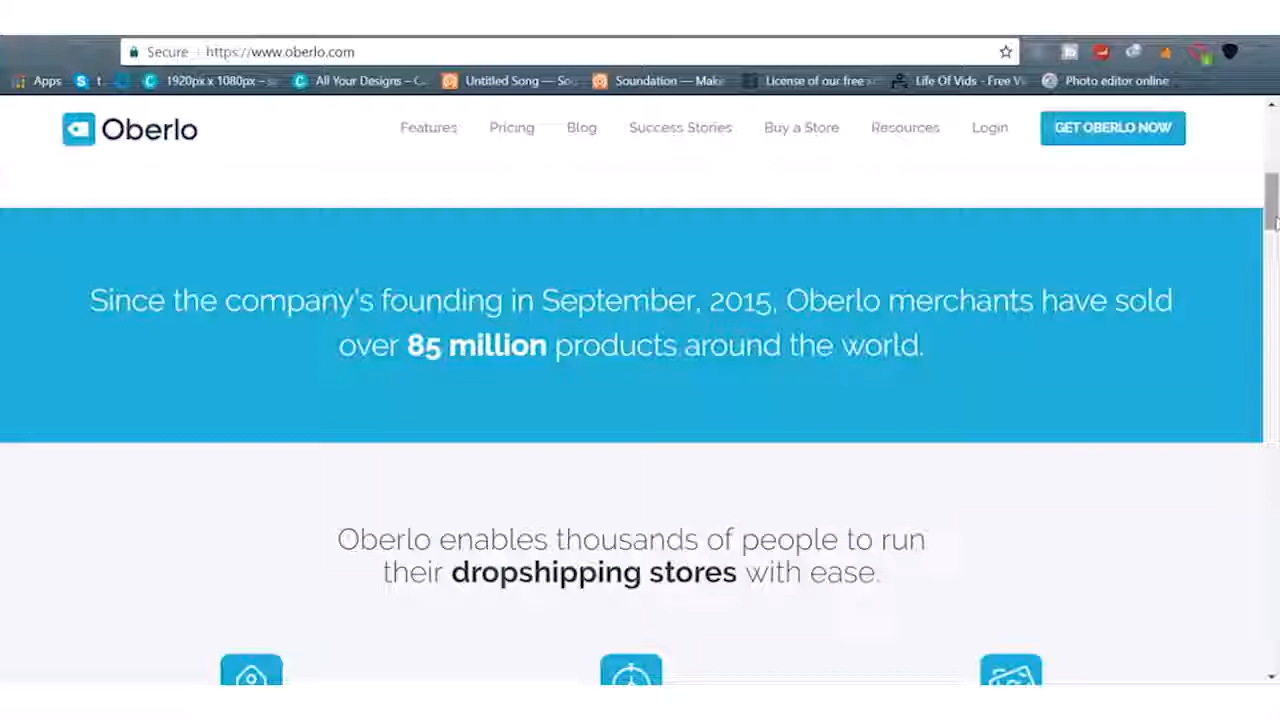 Secure https://www.oberlo.com
Apps t. 1920px x 1080px – All Your Designs – C.. Untitled Song — So. Soundation — Make License of our free Life Of Vids - Free V Photo editor online
Oberlo Features Pricing Blog Success Stories Buy a Store Resources Login GET OBERLO NOW
Since the company's founding in September, 2015, Oberlo merchants have sold
over 85 million products around the world.
Oberlo enables thousands of people to run
their dropshipping stores with ease.